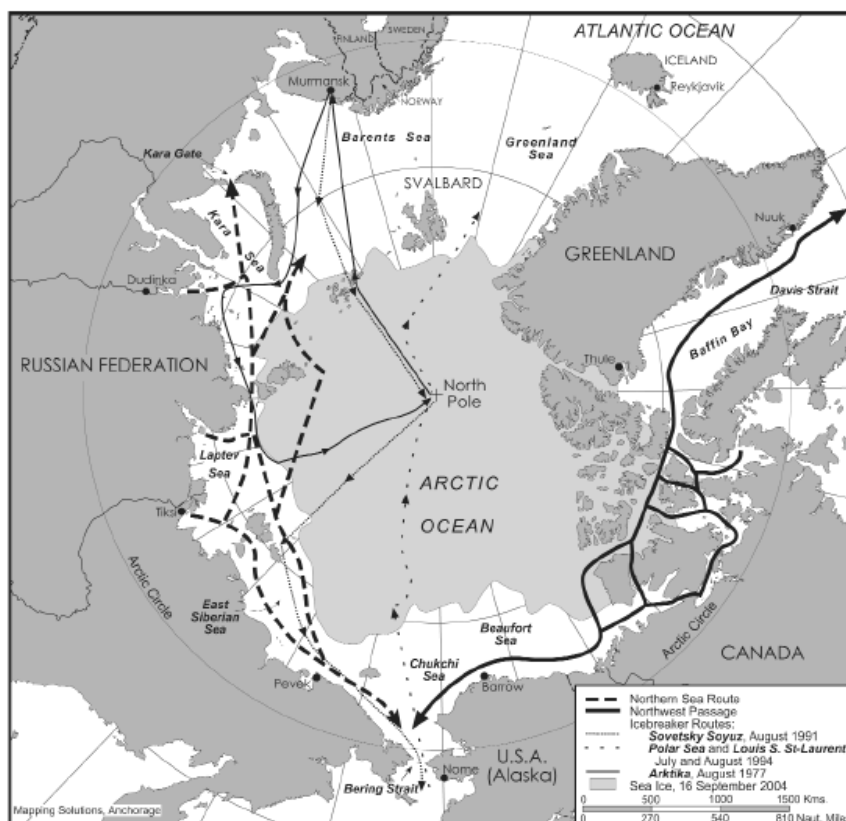 ATLANTIC OCEAN
SWEDEN
FINLAND
ICELAND
Murmansk
Reykjavik
NORWAY
Barents Sea
Greenland
Sea
Kara Gate
SVALBARD
Kara
Sea
Nuuk
GREENLAND
Dudinka
Davis Strait
Baffin Bay
RUSSIAN FEDERATION
Thule
North
Pole
Laptev
Sea
ARCTIC
OCEAN
Tiksi
Arctic Circle
East
Siberian
Sea
Beaufort
Sea
Arctic Circle
Chukchi
Sea
CANADA
Pevek
Barrow
U.S.A.
(Alaska)
Nome
Bering Strait
Northern Sea Route
Northwest Passage
Icebreaker Routes:
Sovetsky Soyuz, August 1991
Polar Sea and Louis S. St-Laurent
July and August 1994
Arktika, August 1977
Sea Ice, 16 September 2004
0 500 1000 1500 Kms.
0 270 540 810 Naut. Mile
Mapping Solutions, Anchorage